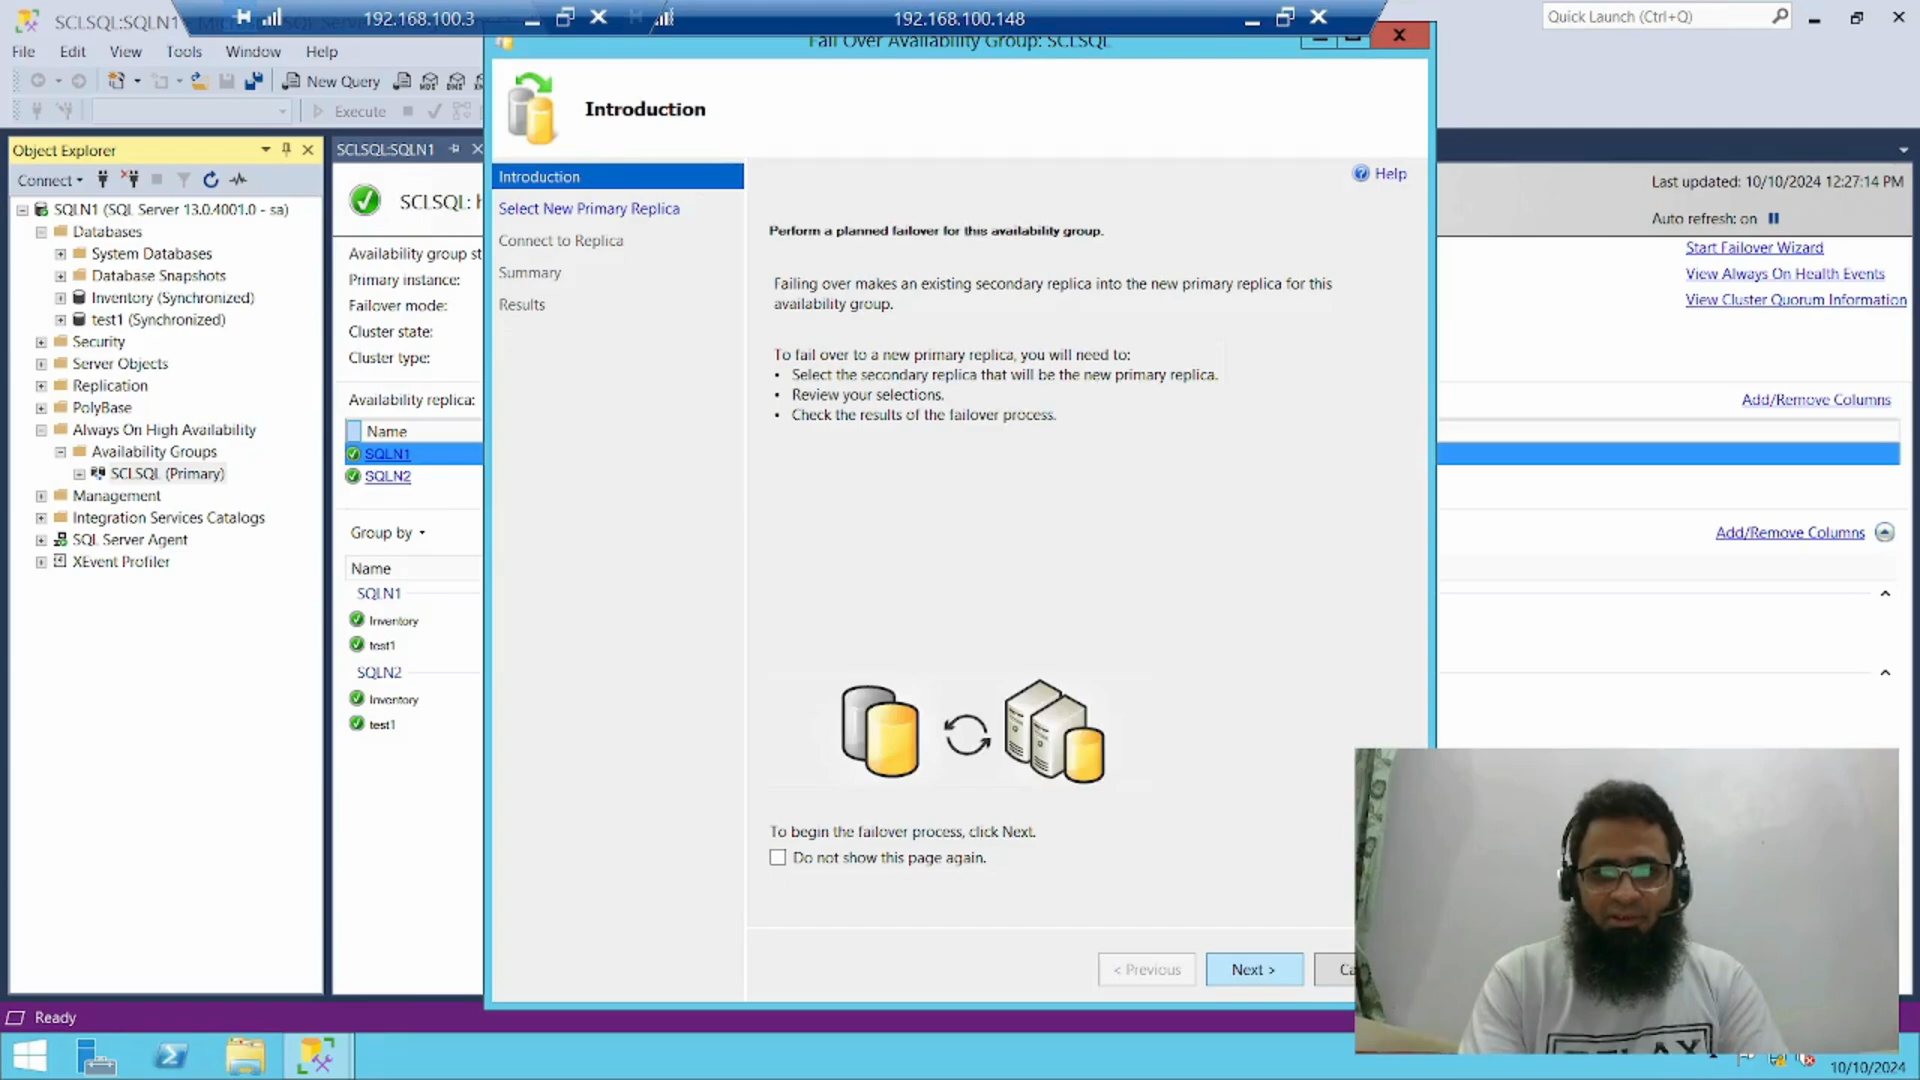 SCLSQL:SQLN1
192.168.100.3
192.168.100.148
Quick Launch (Ctrl+Q)
File Edit View Tools Window Help
Fail Over Availability Group: SCLSQL
New Query
Execute
Object Explorer
Connect
SQLN1 (SQL Server 13.0.4001.0 - sa)
Databases
System Databases
Database Snapshots
Inventory (Synchronized)
test1 (Synchronized)
Security
Server Objects
Replication
PolyBase
Always On High Availability
Availability Groups
SCLSQL (Primary)
Management
Integration Services Catalogs
SQL Server Agent
XEvent Profiler
SCLSQL:SQLN1
SCLSQL: h
Availability group st
Primary instance:
Failover mode:
Cluster state:
Cluster type:
Availability replica:
Name
SQLN1
SQLN2
Group by
Name
SQLN1
Inventory
test1
SQLN2
Inventory
test1
Introduction
Introduction
Select New Primary Replica
Connect to Replica
Summary
Results
Help
Perform a planned failover for this availability group.
Failing over makes an existing secondary replica into the new primary replica for this
availability group.
To fail over to a new primary replica, you will need to:
• Select the secondary replica that will be the new primary replica.
• Review your selections.
• Check the results of the failover process.
To begin the failover process, click Next.
Do not show this page again.
< Previous
Next >
Ca
Last updated: 10/10/2024 12:27:14 PM
Auto refresh: on
Start Failover Wizard
View Always On Health Events
View Cluster Quorum Information
Add/Remove Columns
Add/Remove Columns
Ready
RELAX
10/10/2024